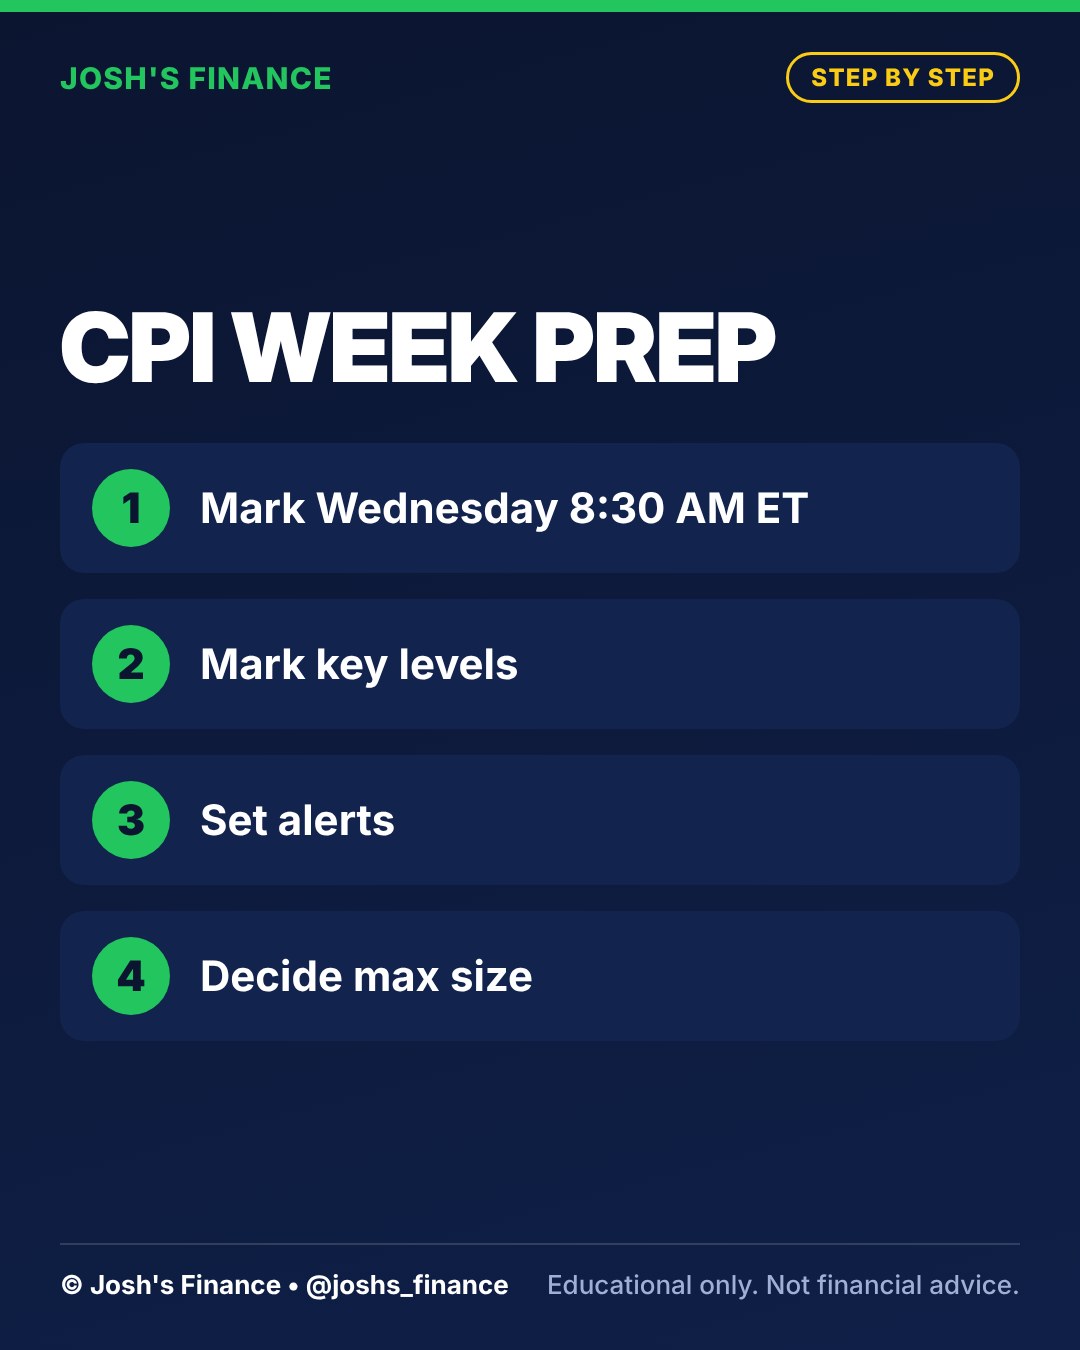 JOSH'S FINANCE
STEP BY STEP
CPI WEEK PREP
1 Mark Wednesday 8:30 AM ET
2 Mark key levels
3 Set alerts
4 Decide max size
© Josh's Finance • @joshs_finance
Educational only. Not financial advice.